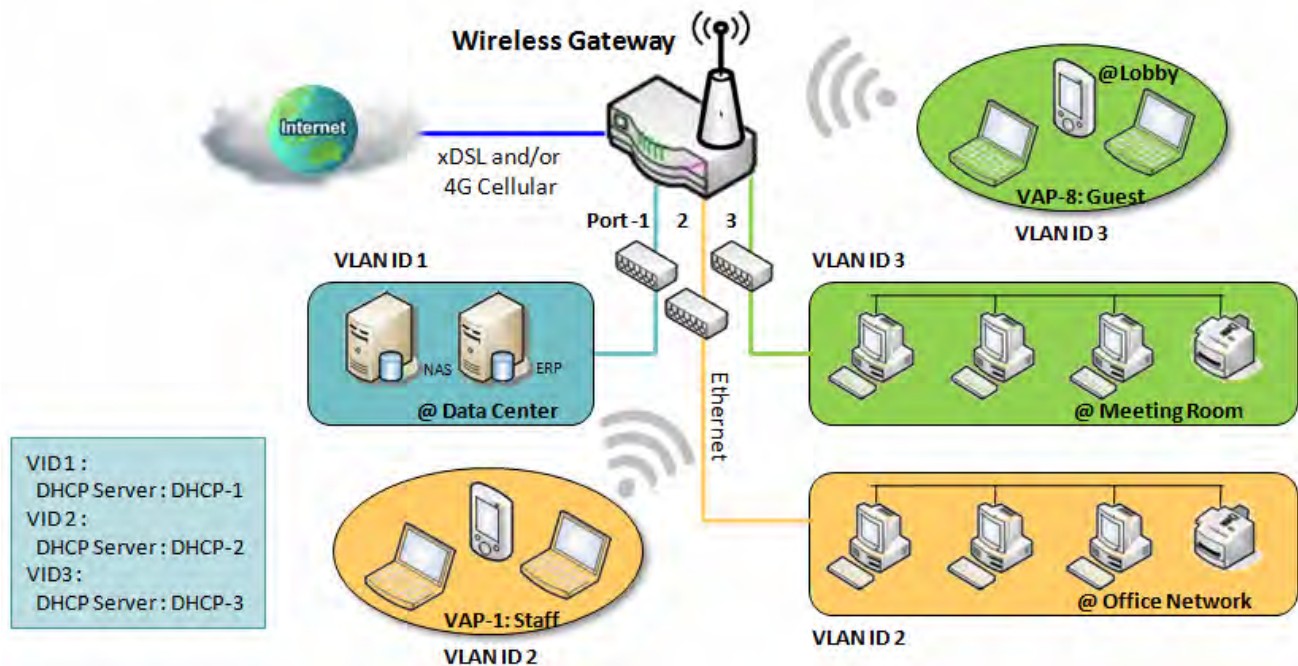 Wireless Gateway
@Lobby
Internet
xDSL and/or
4G Cellular
VAP-8: Guest
VLAN ID 3
Port -1 2 3
VLAN ID 1
VLAN ID 3
NAS
ERP
@ Data Center
Ethernet
@ Meeting Room
VID1 :
DHCP Server : DHCP-1
VID2 :
DHCP Server : DHCP-2
VID3 :
DHCP Server : DHCP-3
VAP-1: Staff
VLAN ID 2
@ Office Network
VLAN ID 2